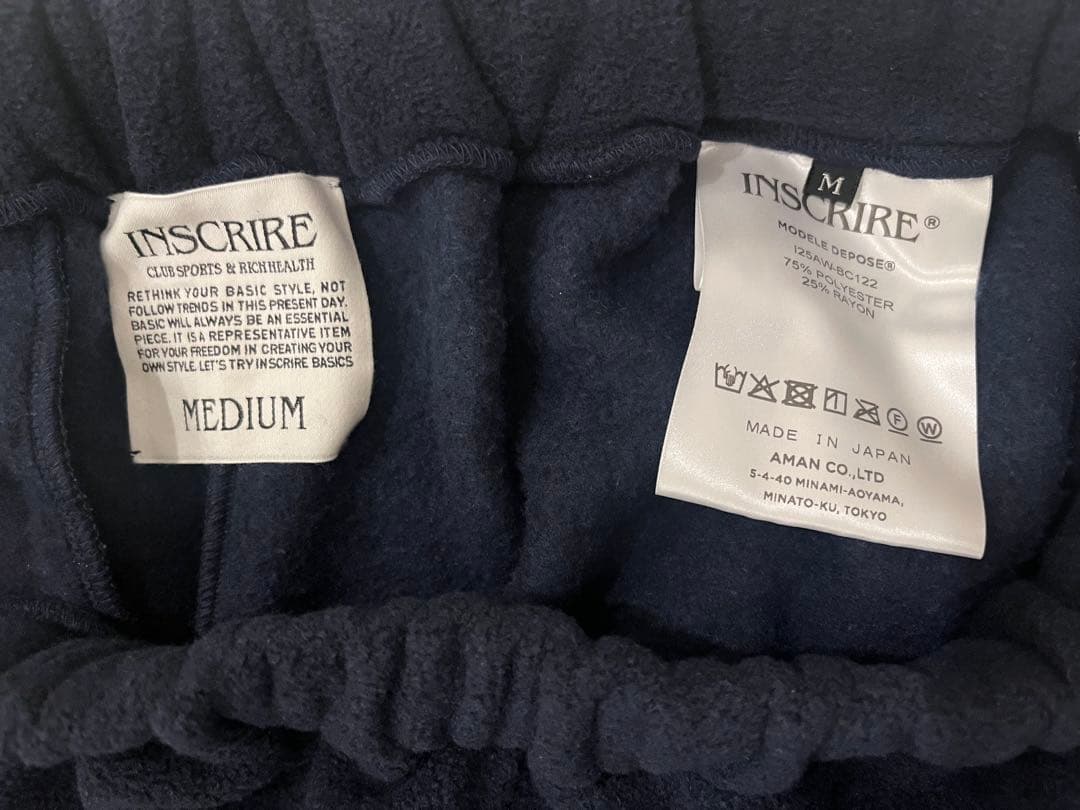 INSCRIRE
CLUB SPORTS & RICH HEALTH
RETHINK YOUR BASIC STYLE, NOT
FOLLOW TRENDS IN THIS PRESENT DAY.
BASIC WILL ALWAYS BE AN ESSENTIAL
PIECE. IT IS A REPRESENTATIVE ITEM
FOR YOUR FREEDOM IN CREATING YOUR
OWN STYLE. LET'S TRY INSCRIRE BASICS
MEDIUM
M
INSCRIRE®
MODELE DEPOSE®
I25AW-BC122
75% POLYESTER
25% RAYON
F W
MADE IN JAPAN
AMAN CO.,LTD
5-4-40 MINAMI-AOYAMA,
MINATO-KU, TOKYO